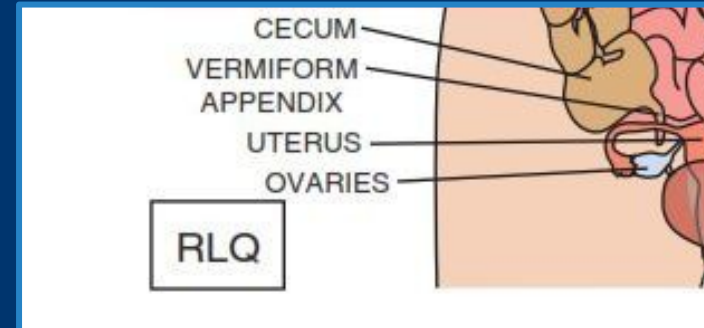 CECUM
VERMIFORM
APPENDIX
UTERUS
OVARIES
RLQ